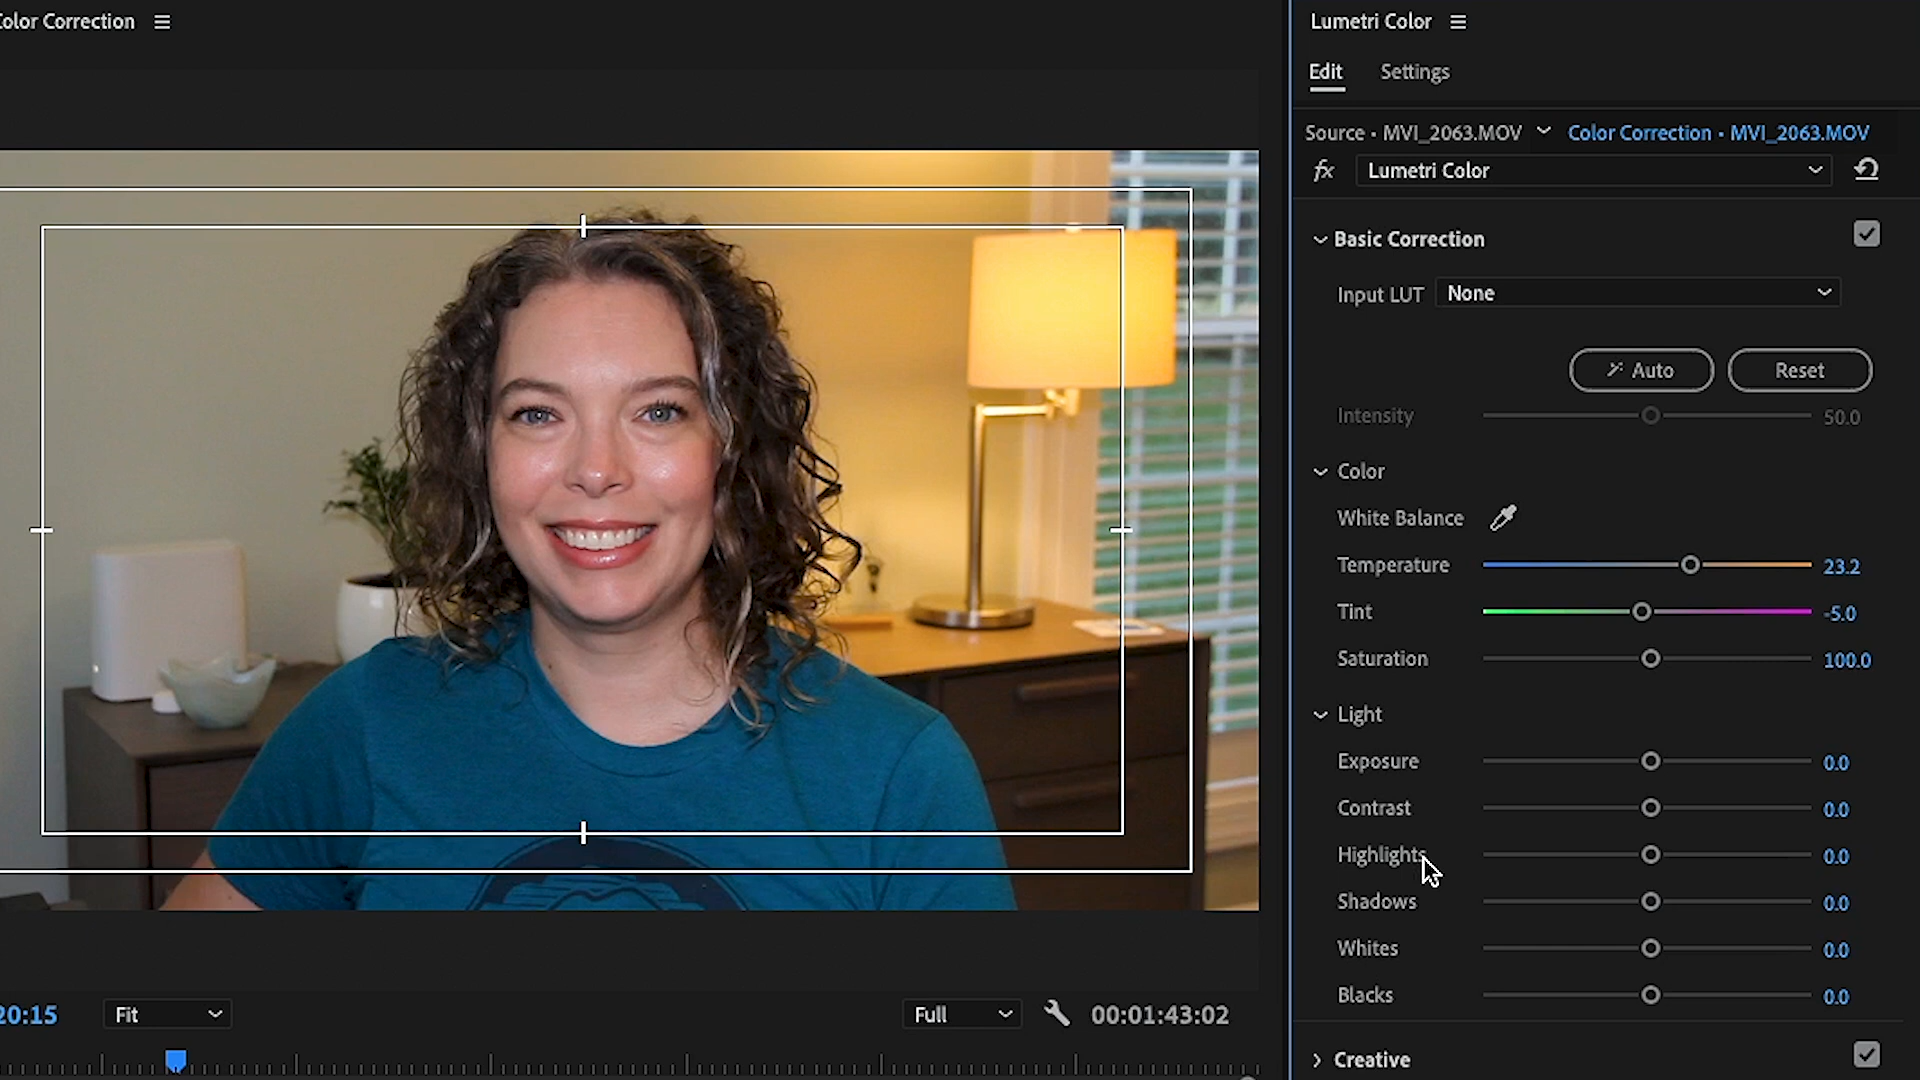 Color Correction
Lumetri Color
Edit Settings
Source • MVI_2063.MOV Color Correction • MVI_2063.MOV
fx Lumetri Color
Basic Correction
Input LUT None
Auto Reset
Intensity 50.0
Color
White Balance
Temperature 23.2
Tint -5.0
Saturation 100.0
Light
Exposure 0.0
Contrast 0.0
Highlights 0.0
Shadows 0.0
Whites 0.0
Blacks 0.0
20:15 Fit Full 00:01:43:02
Creative